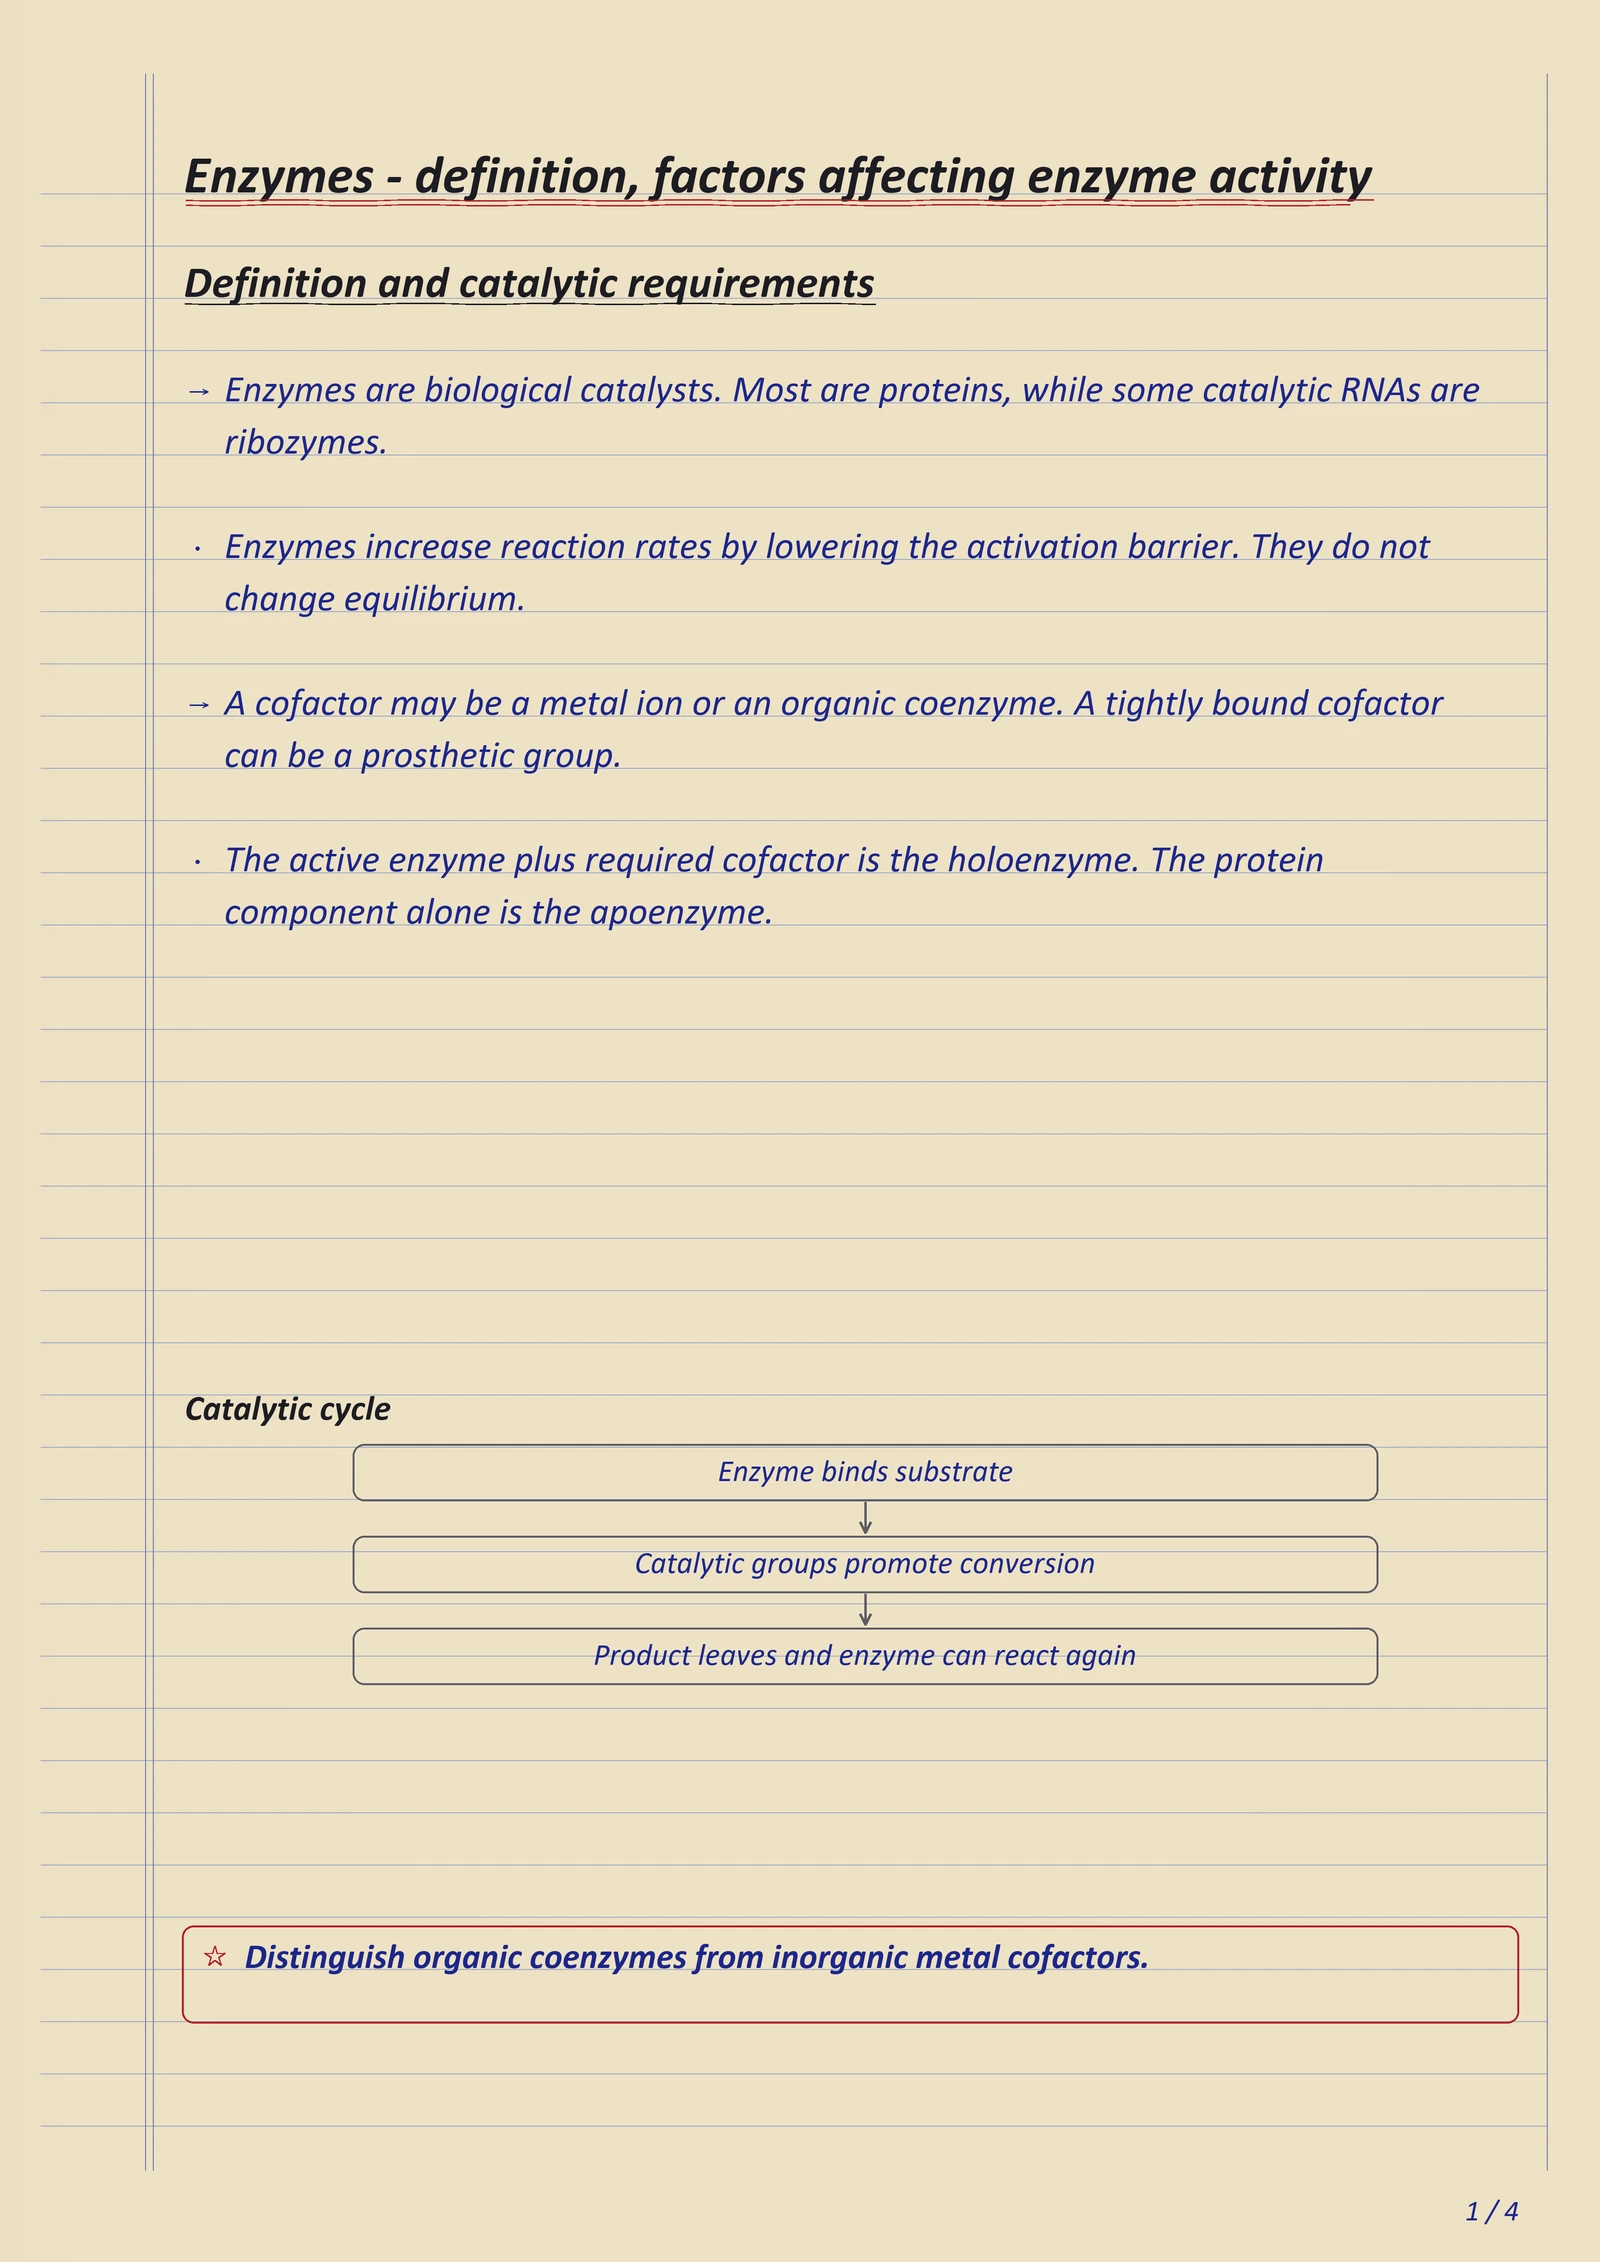 Enzymes - definition, factors affecting enzyme activity
Definition and catalytic requirements
→ Enzymes are biological catalysts. Most are proteins, while some catalytic RNAs are
ribozymes.
· Enzymes increase reaction rates by lowering the activation barrier. They do not
change equilibrium.
→ A cofactor may be a metal ion or an organic coenzyme. A tightly bound cofactor
can be a prosthetic group.
· The active enzyme plus required cofactor is the holoenzyme. The protein
component alone is the apoenzyme.
Catalytic cycle
Enzyme binds substrate
Catalytic groups promote conversion
Product leaves and enzyme can react again
☆ Distinguish organic coenzymes from inorganic metal cofactors.
1 / 4